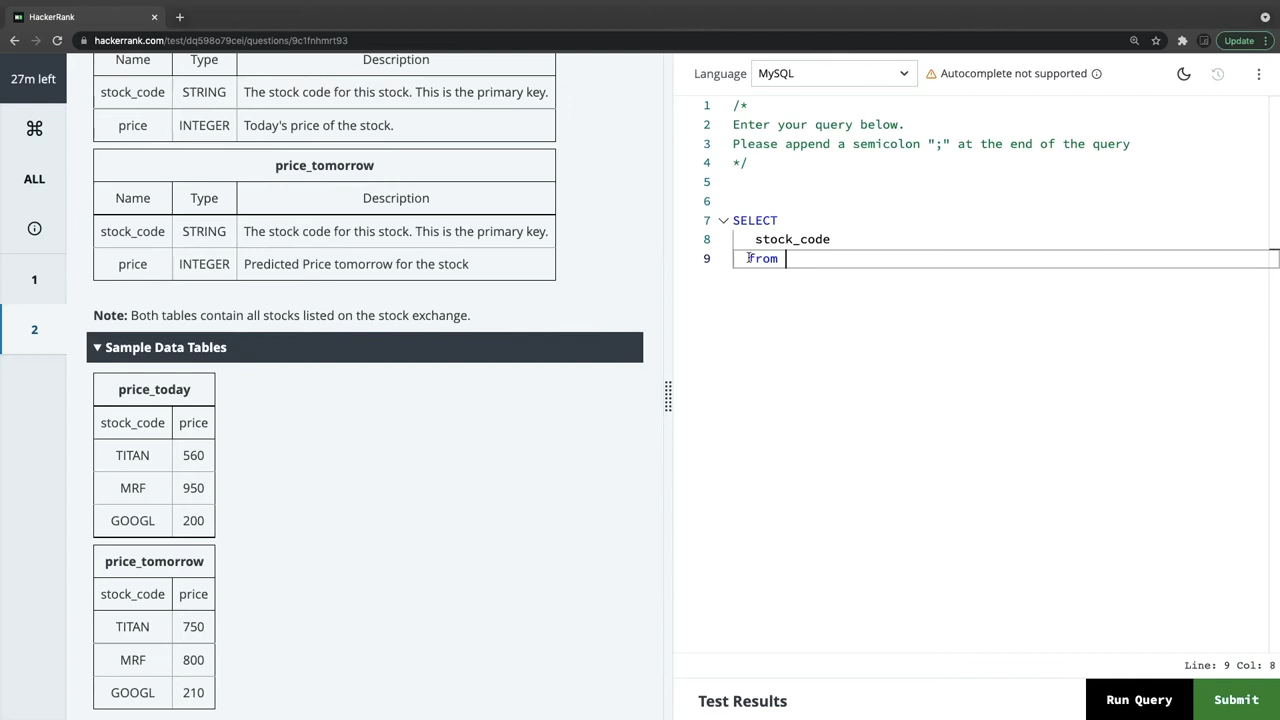 HackerRank
hackerrank.com/test/dq598o79cei/questions/9c1fnhmrt93
Update
27m left
ALL
1
2
Name Type Description
stock_code STRING The stock code for this stock. This is the primary key.
price INTEGER Today's price of the stock.
price_tomorrow
Name Type Description
stock_code STRING The stock code for this stock. This is the primary key.
price INTEGER Predicted Price tomorrow for the stock
Note: Both tables contain all stocks listed on the stock exchange.
Sample Data Tables
price_today
stock_code price
TITAN 560
MRF 950
GOOGL 200
price_tomorrow
stock_code price
TITAN 750
MRF 800
GOOGL 210
Language MySQL Autocomplete not supported
1 /*
2 Enter your query below.
3 Please append a semicolon ";" at the end of the query
4 */
5
6
7 SELECT
8 stock_code
9 from
Line: 9 Col: 8
Test Results Run Query Submit